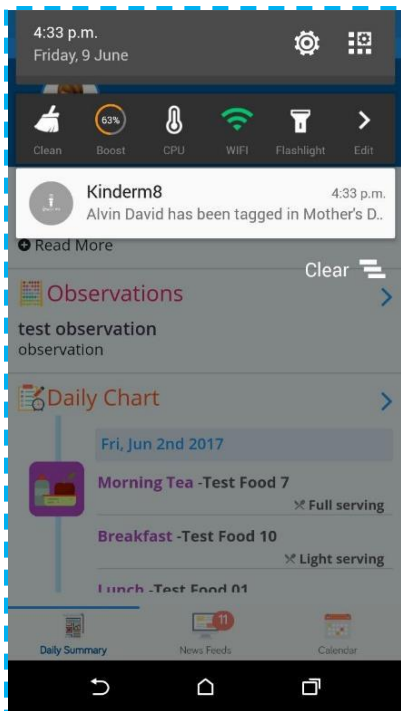 4:33 p.m.
Friday, 9 June
63%
Clean
Boost
CPU
WIFI
Flashlight
Edit
Kinderm8
4:33 p.m.
Alvin David has been tagged in Mother's D..
Read More
Clear
Observations
test observation
observation
Daily Chart
Fri, Jun 2nd 2017
Morning Tea -Test Food 7
Full serving
Breakfast -Test Food 10
Light serving
Lunch -Test Food 01
11
Daily Summary
News Feeds
Calendar